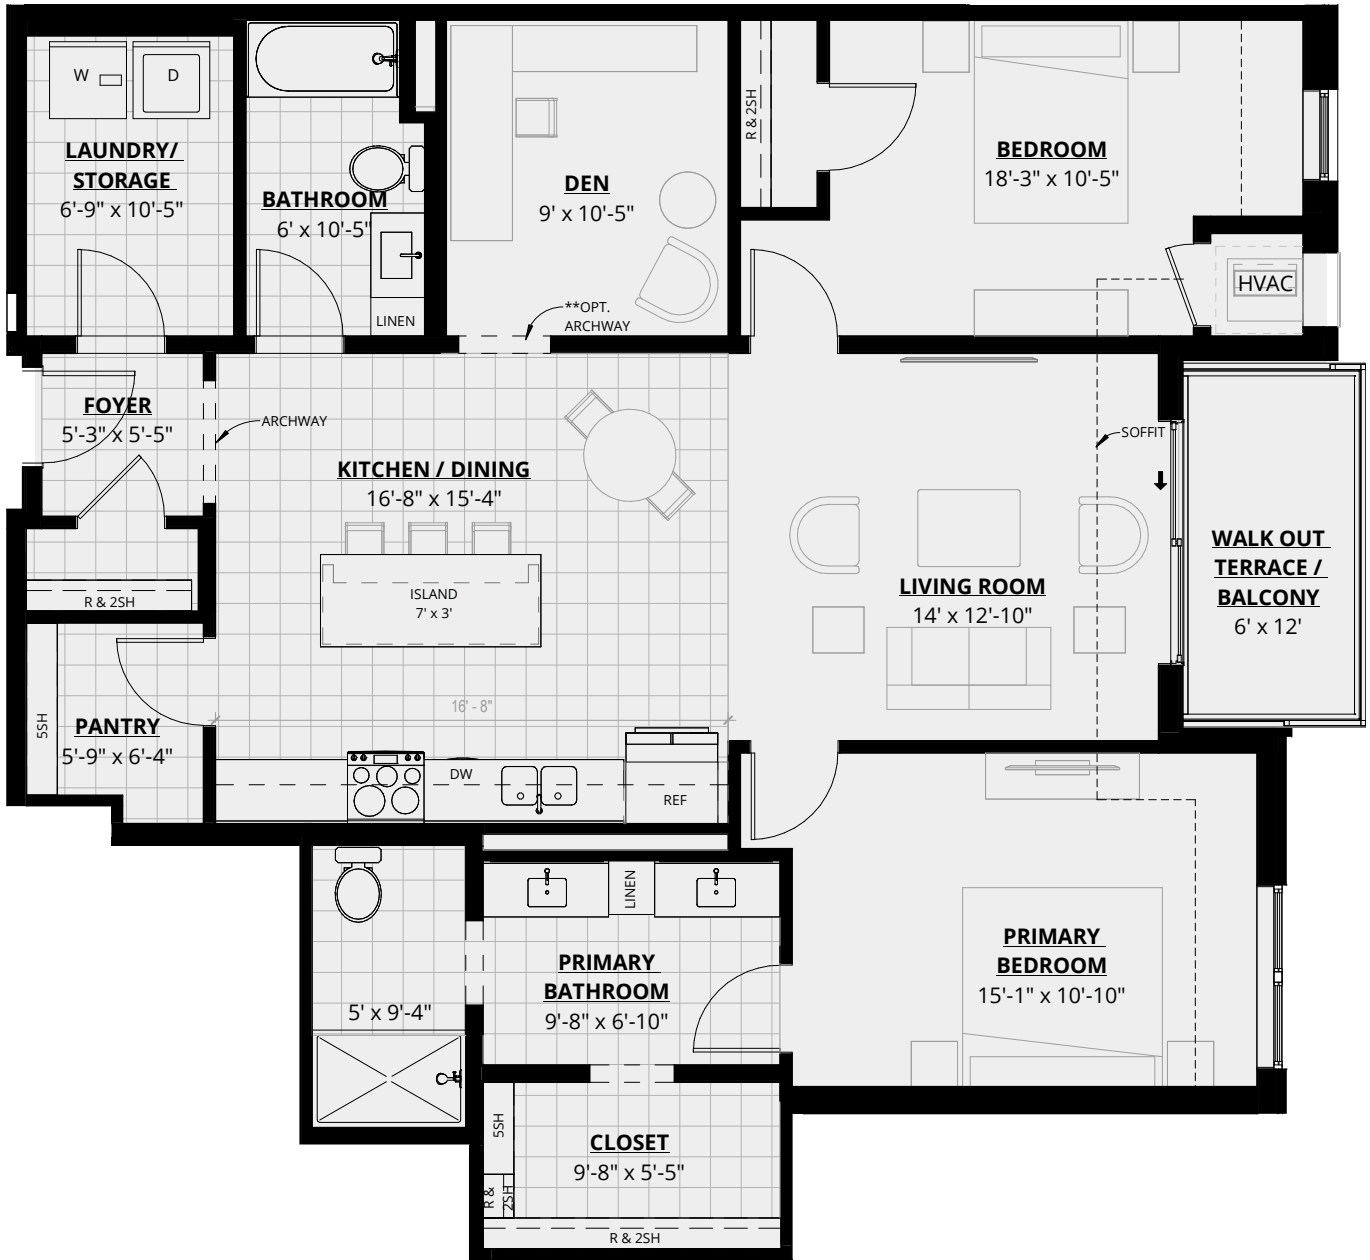 W
D
LAUNDRY/
STORAGE
6'-9" x 10'-5"
BATHROOM
6' x 10'-5"
LINEN
DEN
9' x 10'-5"
**OPT.
ARCHWAY
R & 2SH
BEDROOM
18'-3" x 10'-5"
HVAC
FOYER
5'-3" x 5'-5"
ARCHWAY
R & 2SH
KITCHEN / DINING
16'-8" x 15'-4"
ISLAND
7' x 3'
16' - 8"
DW
REF
SOFFIT
LIVING ROOM
14' x 12'-10"
WALK OUT
TERRACE /
BALCONY
6' x 12'
5SH
PANTRY
5'-9" x 6'-4"
5' x 9'-4"
LINEN
PRIMARY
BATHROOM
9'-8" x 6'-10"
PRIMARY
BEDROOM
15'-1" x 10'-10"
5SH
R &
2SH
CLOSET
9'-8" x 5'-5"
R & 2SH